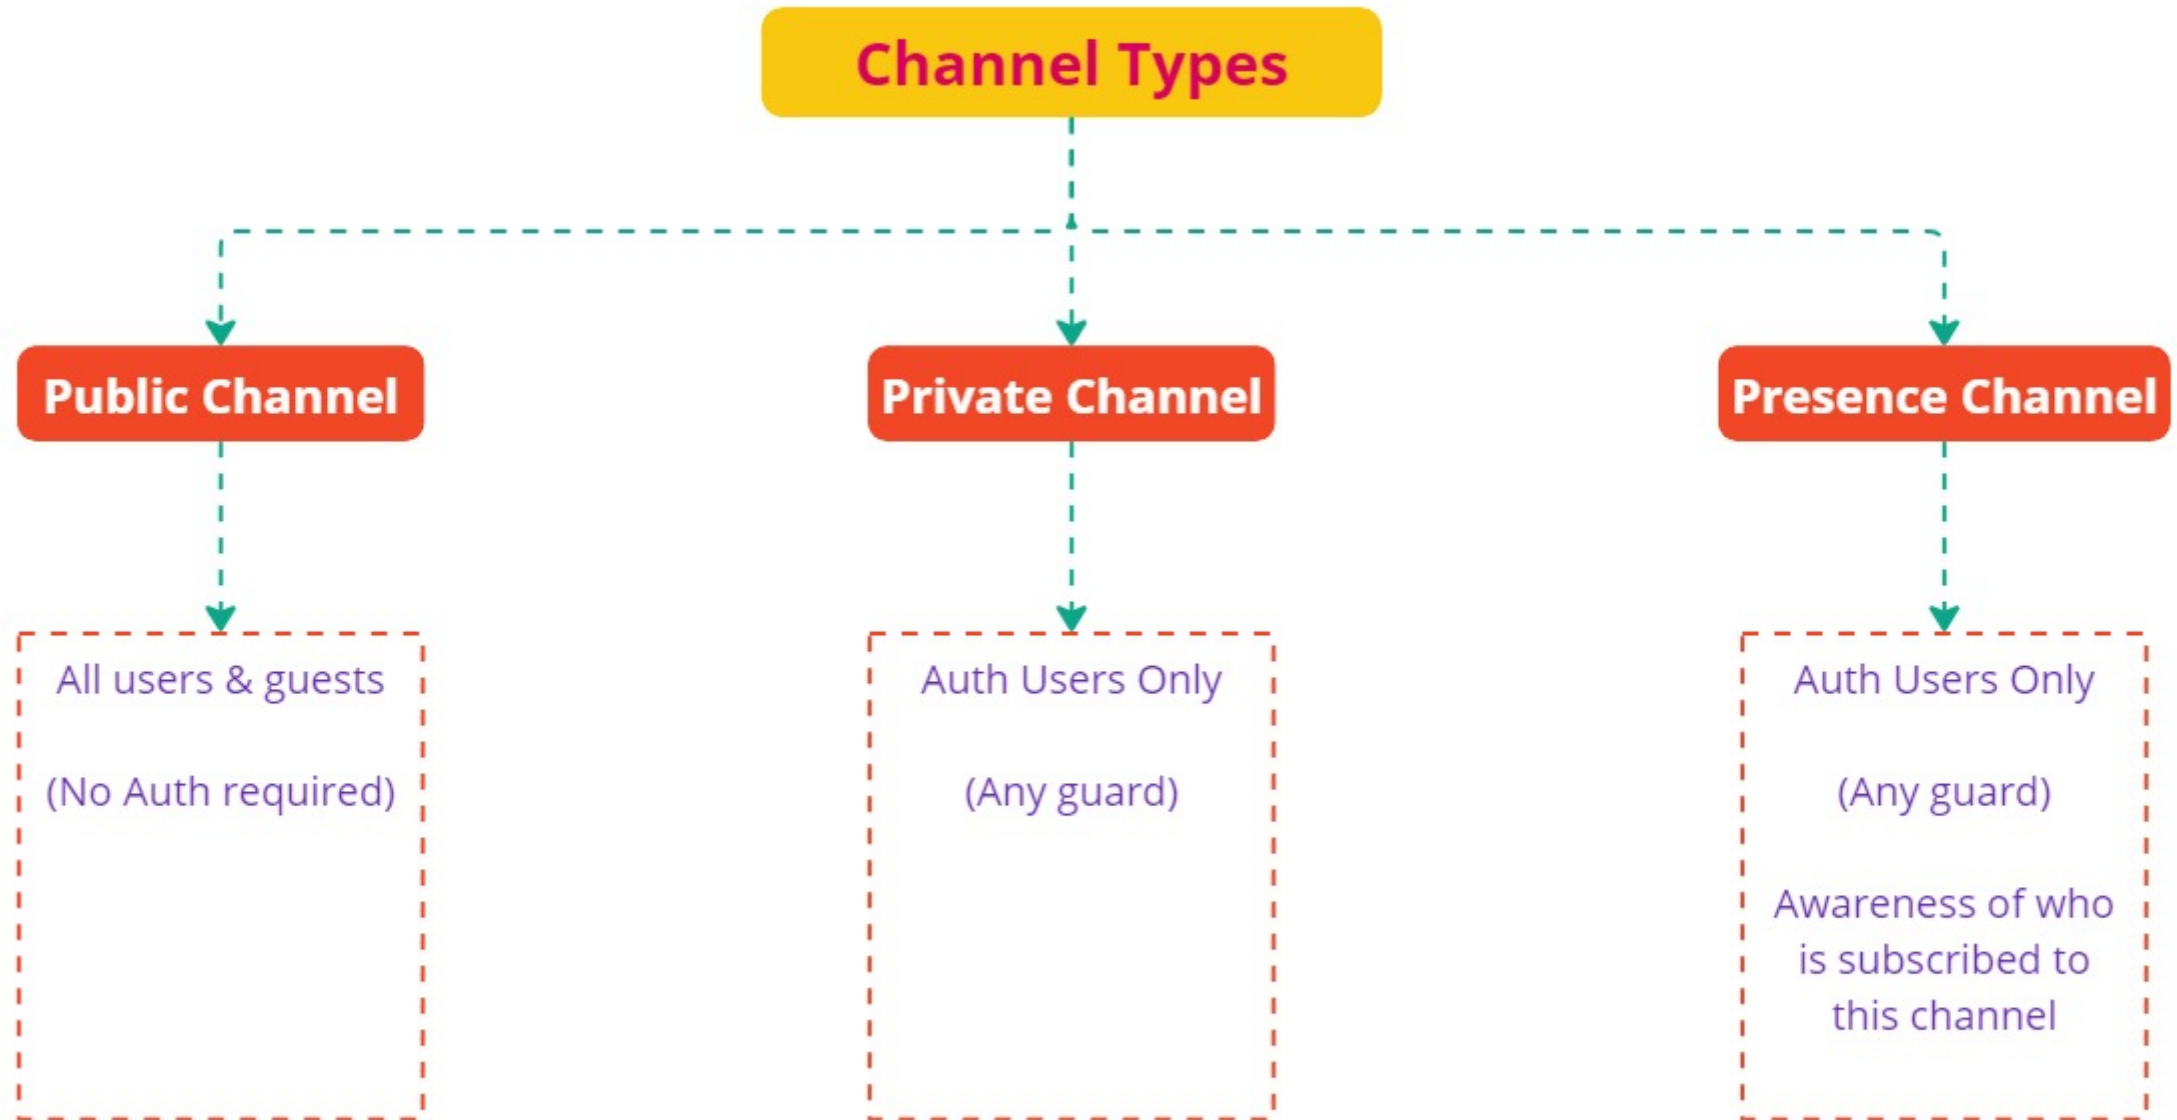 Channel Types
Public Channel
Private Channel
Presence Channel
All users & guests
(No Auth required)
Auth Users Only
(Any guard)
Auth Users Only
(Any guard)
Awareness of who
is subscribed to
this channel